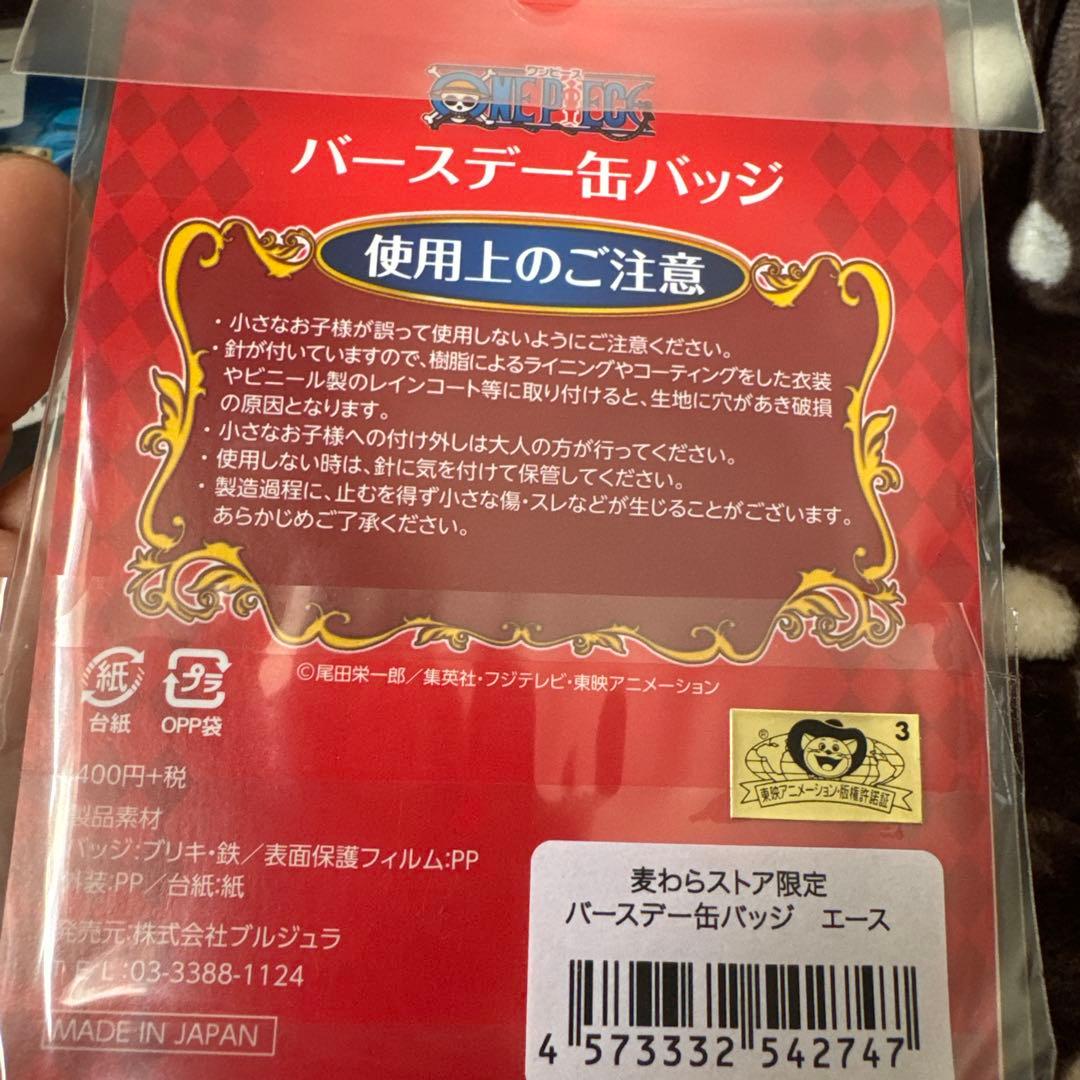 ワンピース
ONE PIECE
バースデー缶バッジ
使用上のご注意
・小さなお子様が誤って使用しないようにご注意ください。
・針が付いていますので、樹脂によるライニングやコーティングをした衣装
やビニール製のレインコート等に取り付けると、生地に穴があき破損
の原因となります。
・小さなお子様への付け外しは大人の方が行ってください。
・使用しない時は、針に気を付けて保管してください。
・製造過程に、止むを得ず小さな傷・スレなどが生じることがございます。
あらかじめご了承ください。
©尾田栄一郎／集英社・フジテレビ・東映アニメーション
紙
台紙
プラ
OPP袋
3
®
東映アニメーション・版権許諾証
400円+税
製品素材
バッジ:ブリキ・鉄／表面保護フィルム:PP
外装:PP／台紙:紙
発売元:株式会社ブルジュラ
TEL:03-3388-1124
MADE IN JAPAN
麦わらストア限定
バースデー缶バッジ　エース
4 573332 542747